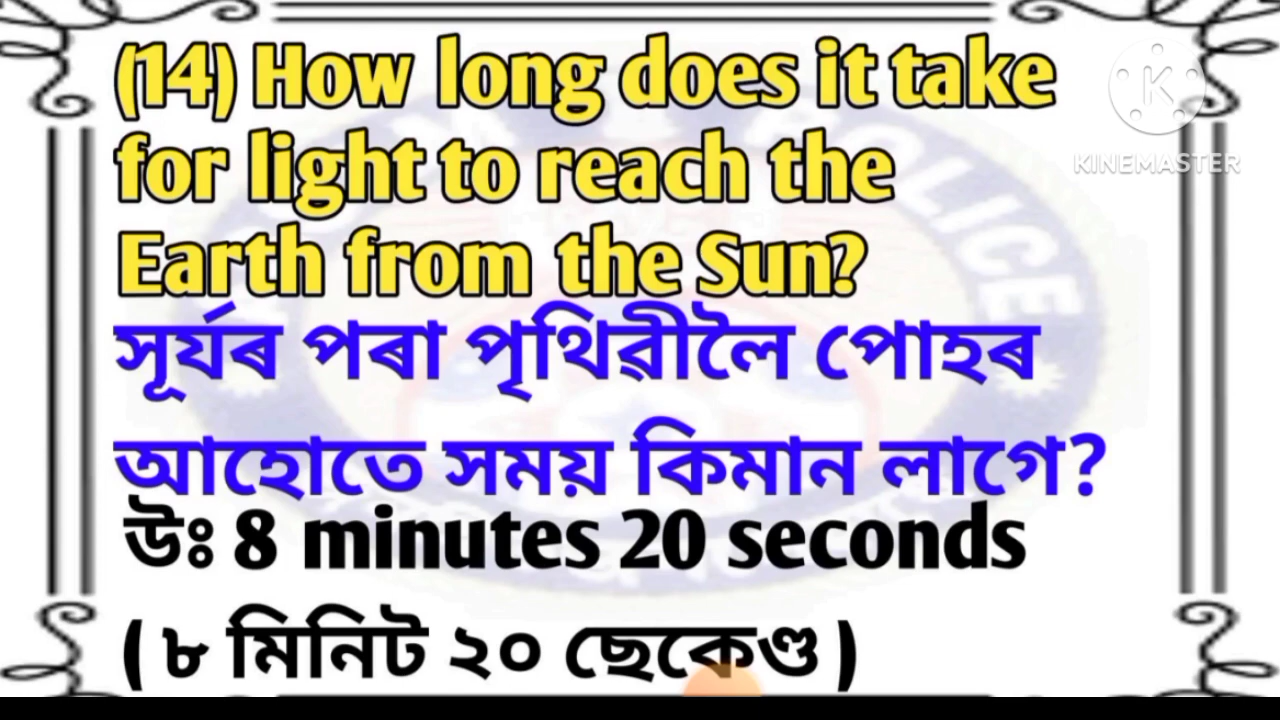 (14) How long does it take
for light to reach the
Earth from the Sun?
সূৰ্যৰ পৰা পৃথিৱীলৈ পোহৰ
আহোতে সময় কিমান লাগে?
উঃ 8 minutes 20 seconds
( ৮ মিনিট ২০ ছেকেণ্ড )
K
KINEMASTER
POLICE